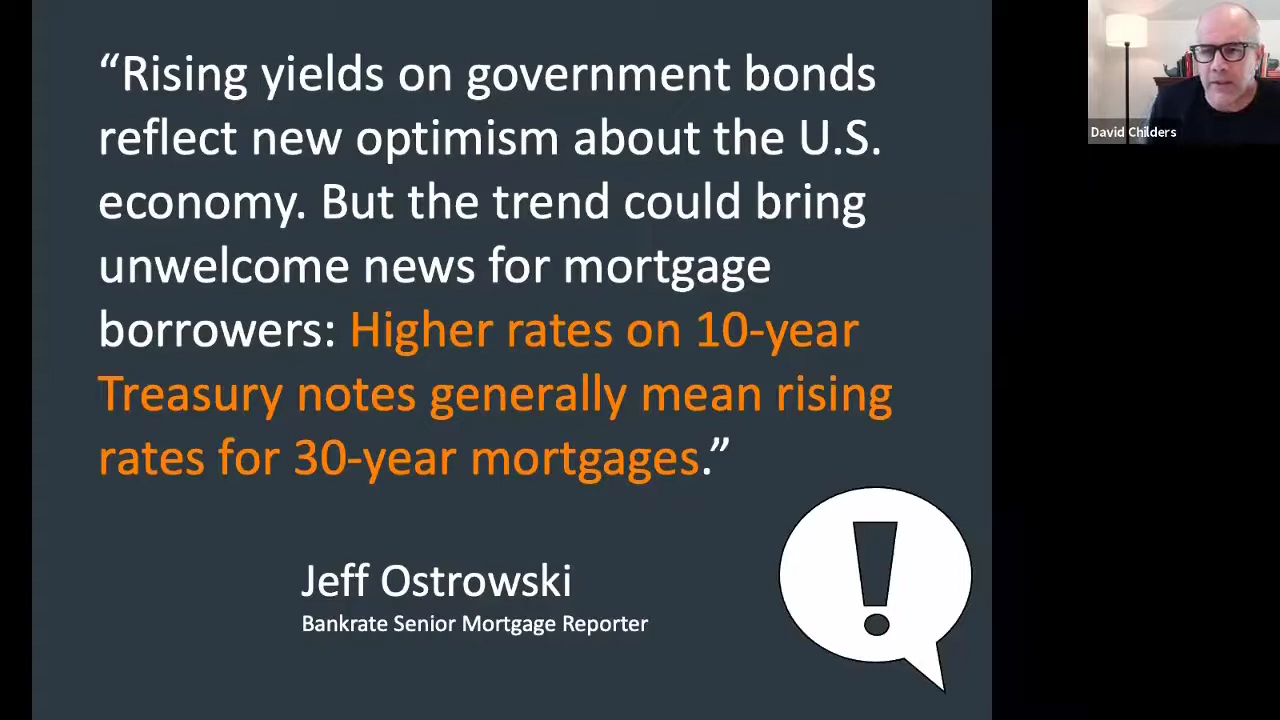 “Rising yields on government bonds
reflect new optimism about the U.S.
economy. But the trend could bring
unwelcome news for mortgage
borrowers: Higher rates on 10-year
Treasury notes generally mean rising
rates for 30-year mortgages.”
Jeff Ostrowski
Bankrate Senior Mortgage Reporter
!
David Childers